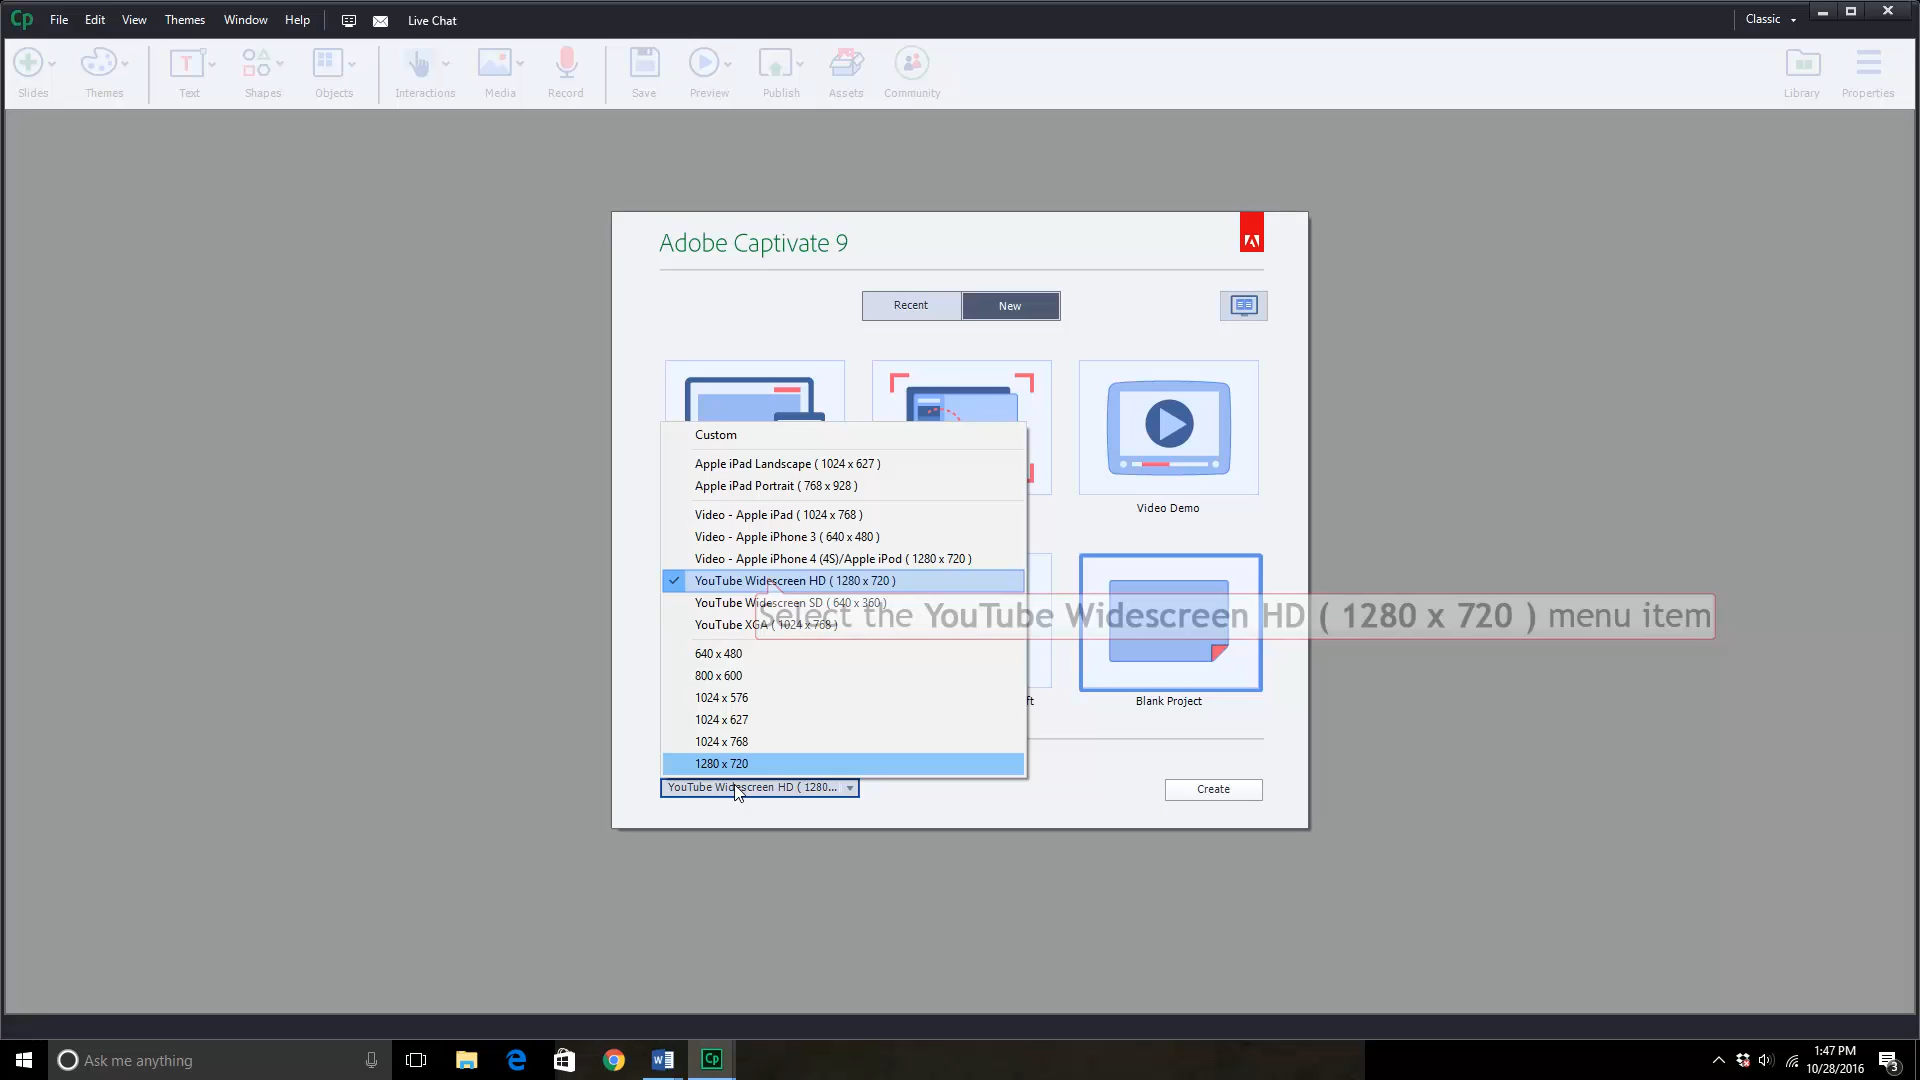 Cp File Edit View Themes Window Help Live Chat Classic
Slides Themes Text Shapes Objects Interactions Media Record Save Preview Publish Assets Community Library Properties
Adobe Captivate 9
Recent New
Custom
Apple iPad Landscape ( 1024 x 627 )
Apple iPad Portrait ( 768 x 928 )
Video - Apple iPad ( 1024 x 768 )
Video - Apple iPhone 3 ( 640 x 480 )
Video - Apple iPhone 4 (4S)/Apple iPod ( 1280 x 720 )
YouTube Widescreen HD ( 1280 x 720 )
YouTube Widescreen SD ( 640 x 360 )
YouTube XGA ( 1024 x 768 )
640 x 480
800 x 600
1024 x 576
1024 x 627
1024 x 768
1280 x 720
YouTube Widescreen HD ( 1280...
Video Demo
Select the YouTube Widescreen HD ( 1280 x 720 ) menu item
ft
Blank Project
Create
Ask me anything
Cp
1:47 PM
10/28/2016
3